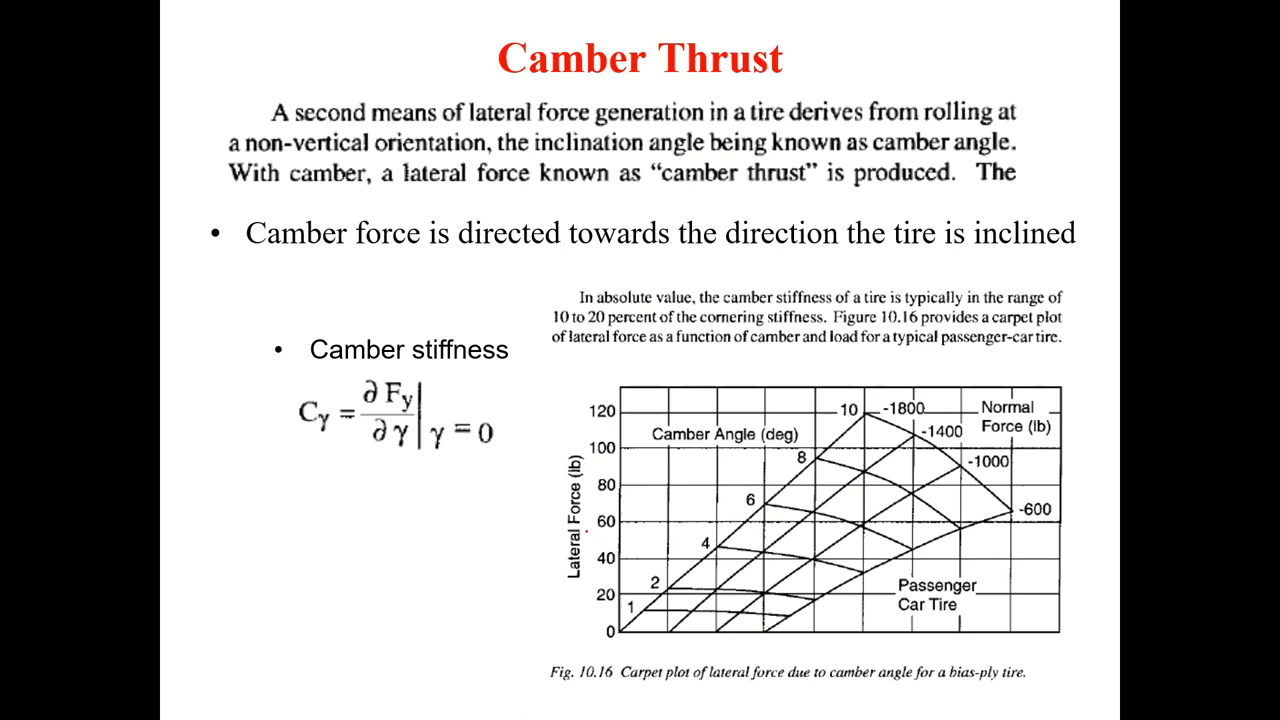 Camber Thrust
A second means of lateral force generation in a tire derives from rolling at
a non-vertical orientation, the inclination angle being known as camber angle.
With camber, a lateral force known as “camber thrust” is produced. The
• Camber force is directed towards the direction the tire is inclined
In absolute value, the camber stiffness of a tire is typically in the range of
10 to 20 percent of the cornering stiffness. Figure 10.16 provides a carpet plot
of lateral force as a function of camber and load for a typical passenger-car tire.
• Camber stiffness
Cγ = ∂Fy/∂γ | γ = 0
120
100
80
60
40
20
0
Lateral Force (lb)
Camber Angle (deg)
10
8
6
4
2
1
-1800
-1400
-1000
-600
Normal
Force (lb)
Passenger
Car Tire
Fig. 10.16 Carpet plot of lateral force due to camber angle for a bias-ply tire.